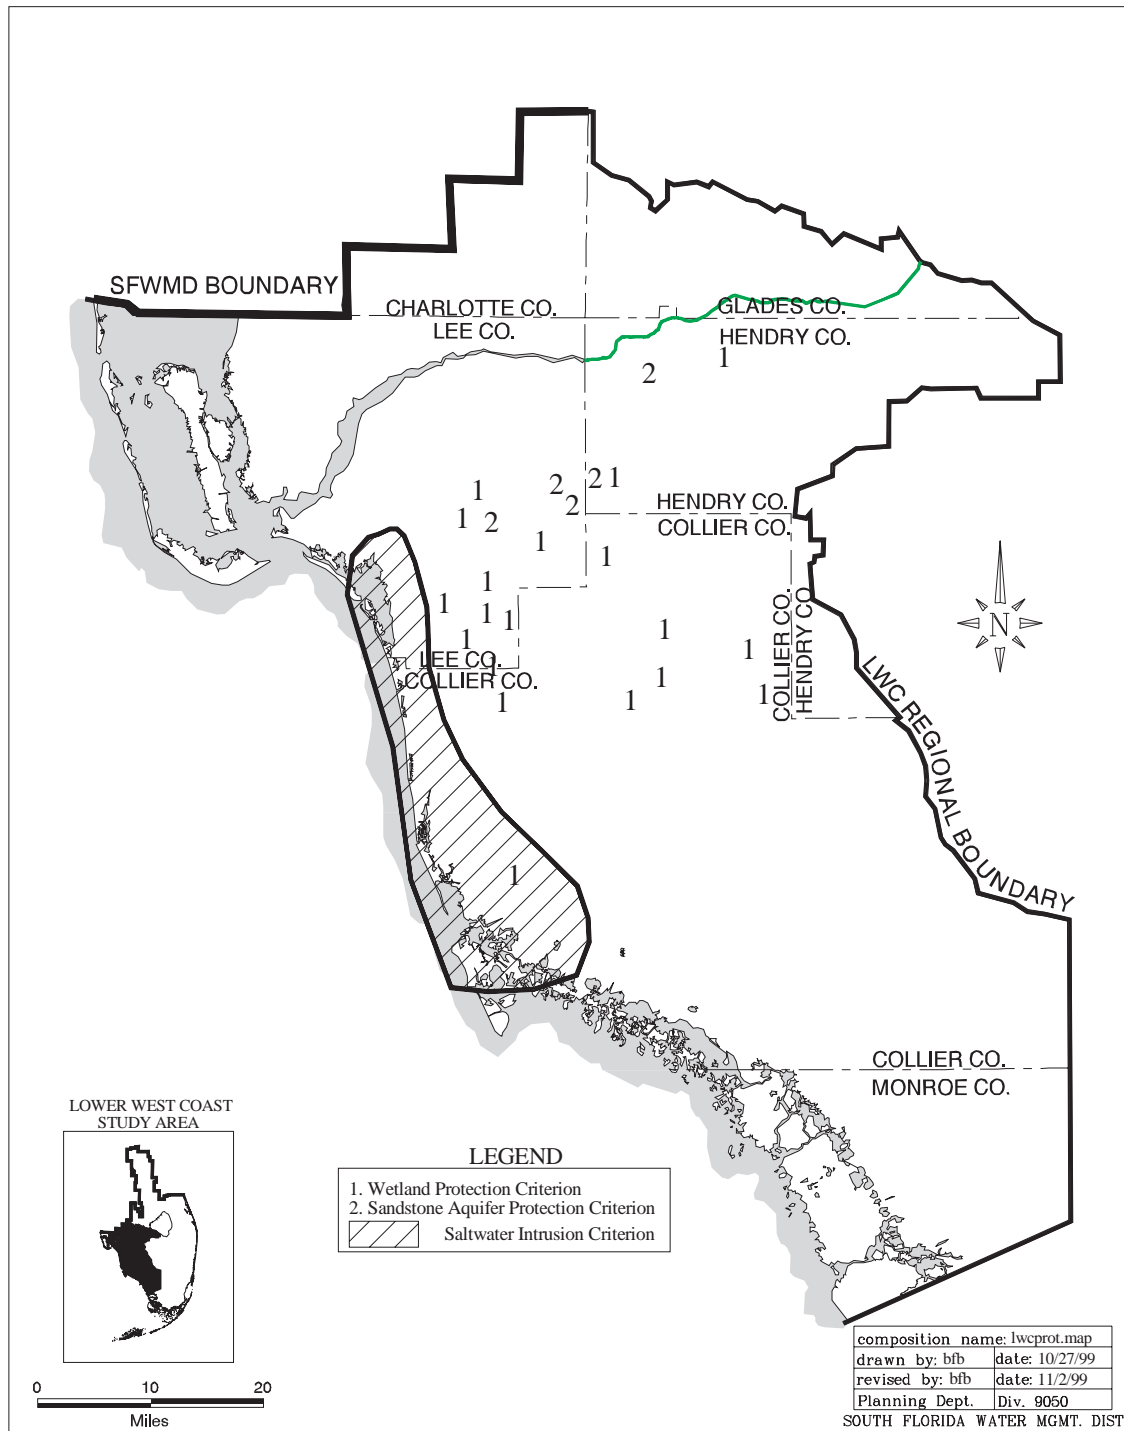 SFWMD BOUNDARY
CHARLOTTE CO.
LEE CO.
GLADES CO.
HENDRY CO.
1
2
1
2
2
1
2
1
2
HENDRY CO.
COLLIER CO.
1
1
1
1
1
1
1
1
1
LEE CO.
COLLIER CO.
1
1
1
1
1
1
COLLIER CO.
HENDRY CO.
N
LWC REGIONAL BOUNDARY
1
COLLIER CO.
MONROE CO.
LOWER WEST COAST
STUDY AREA
LEGEND
1. Wetland Protection Criterion
2. Sandstone Aquifer Protection Criterion
Saltwater Intrusion Criterion
0 10 20
Miles
composition name: lwcprot.map
drawn by: bfb date: 10/27/99
revised by: bfb date: 11/2/99
Planning Dept. Div. 9050
SOUTH FLORIDA WATER MGMT. DIST